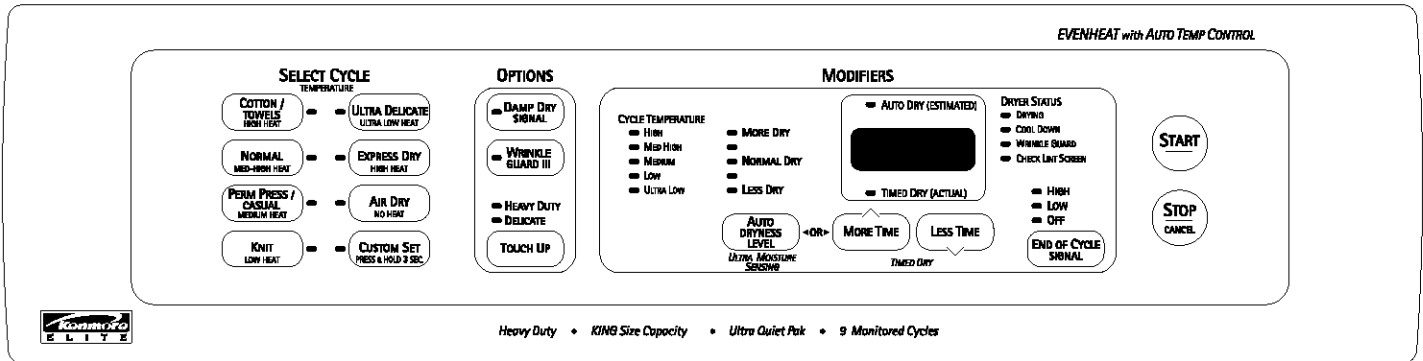 EVENHEAT with AUTO TEMP CONTROL
SELECT CYCLE
TEMPERATURE
COTTON /
TOWELS
HIGH HEAT
ULTRA DELICATE
ULTRA LOW HEAT
NORMAL
MED-HIGH HEAT
EXPRESS DRY
HIGH HEAT
PERM PRESS /
CASUAL
MEDIUM HEAT
AIR DRY
NO HEAT
KNIT
LOW HEAT
CUSTOM SET
PRESS & HOLD 3 SEC
OPTIONS
DAMP DRY
SIGNAL
WRINKLE
GUARD III
HEAVY DUTY
DELICATE
TOUCH UP
MODIFIERS
CYCLE TEMPERATURE
HIGH
MED HIGH
MEDIUM
LOW
ULTRA LOW
MORE DRY
NORMAL DRY
LESS DRY
AUTO
DRYNESS
LEVEL
ULTRA MOISTURE
SENSING
OR
AUTO DRY (ESTIMATED)
TIMED DRY (ACTUAL)
MORE TIME
LESS TIME
TIMED DRY
DRYER STATUS
DRYING
COOL DOWN
WRINKLE GUARD
CHECK LINT SCREEN
HIGH
LOW
OFF
END OF CYCLE
SIGNAL
START
STOP
CANCEL
Kenmore
ELITE
Heavy Duty • KING Size Capacity • Ultra Quiet Pak • 9 Monitored Cycles